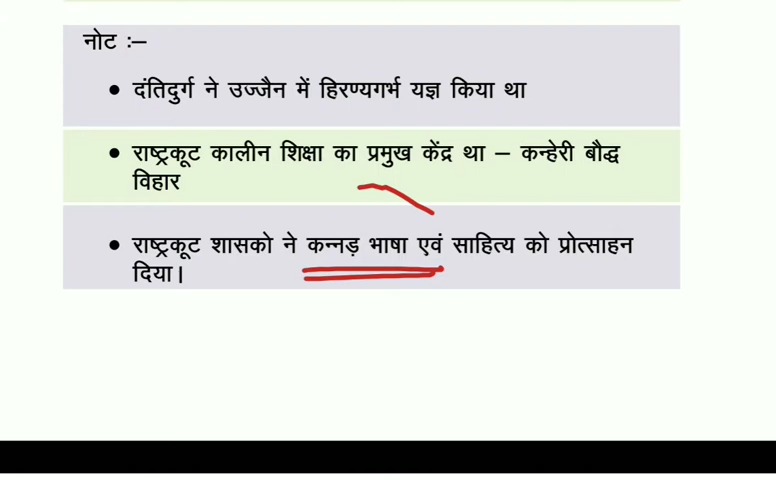 नोट :–
• दंतिदुर्ग ने उज्जैन में हिरण्यगर्भ यज्ञ किया था
• राष्ट्रकूट कालीन शिक्षा का प्रमुख केंद्र था – कन्हेरी बौद्ध
विहार
• राष्ट्रकूट शासको ने कन्नड़ भाषा एवं साहित्य को प्रोत्साहन
दिया।